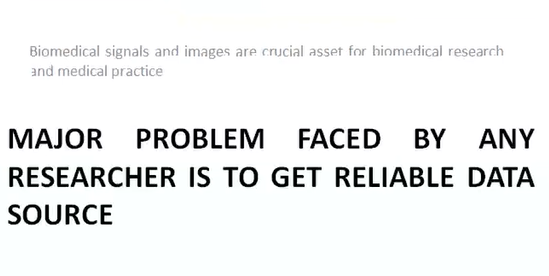 Biomedical signals and images are crucial asset for biomedical research
and medical practice
MAJOR PROBLEM FACED BY ANY
RESEARCHER IS TO GET RELIABLE DATA
SOURCE